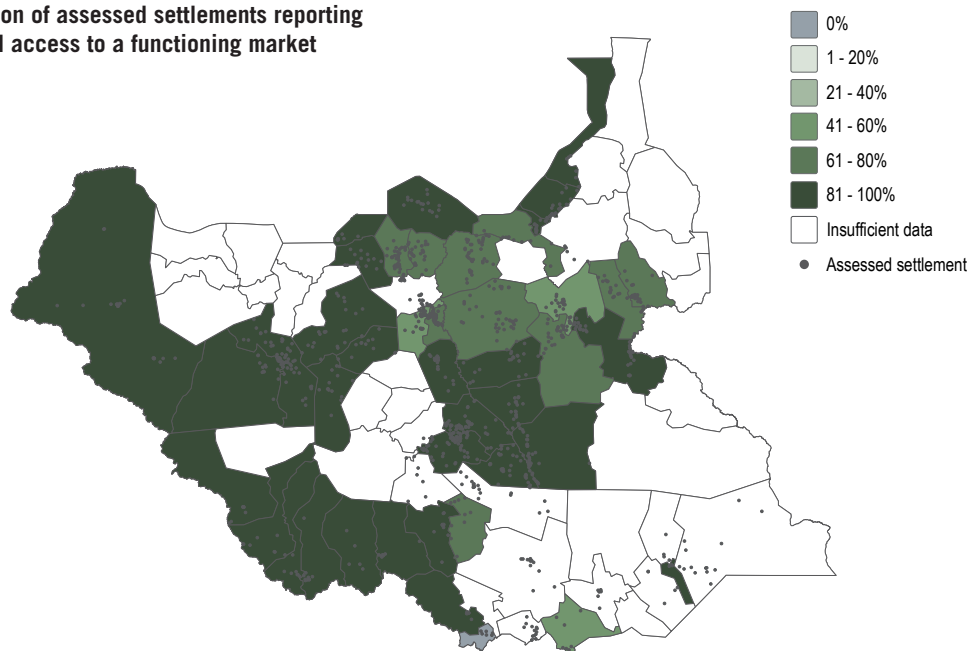 on of assessed settlements reporting
access to a functioning market
0%
1 - 20%
21 - 40%
41 - 60%
61 - 80%
81 - 100%
Insufficient data
Assessed settlement